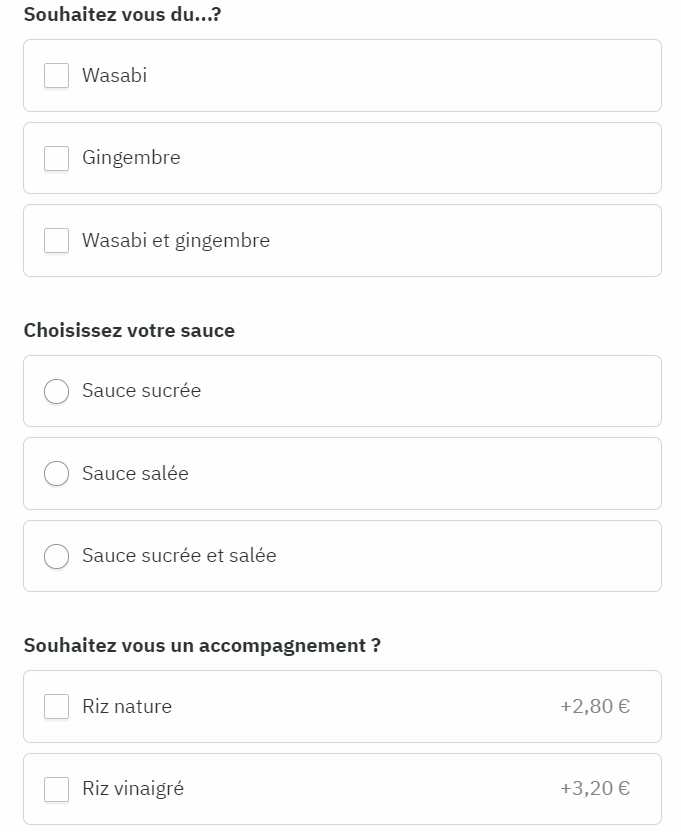 Souhaitez vous du...?
Wasabi
Gingembre
Wasabi et gingembre
Choisissez votre sauce
Sauce sucrée
Sauce salée
Sauce sucrée et salée
Souhaitez vous un accompagnement ?
Riz nature +2,80 €
Riz vinaigré +3,20 €